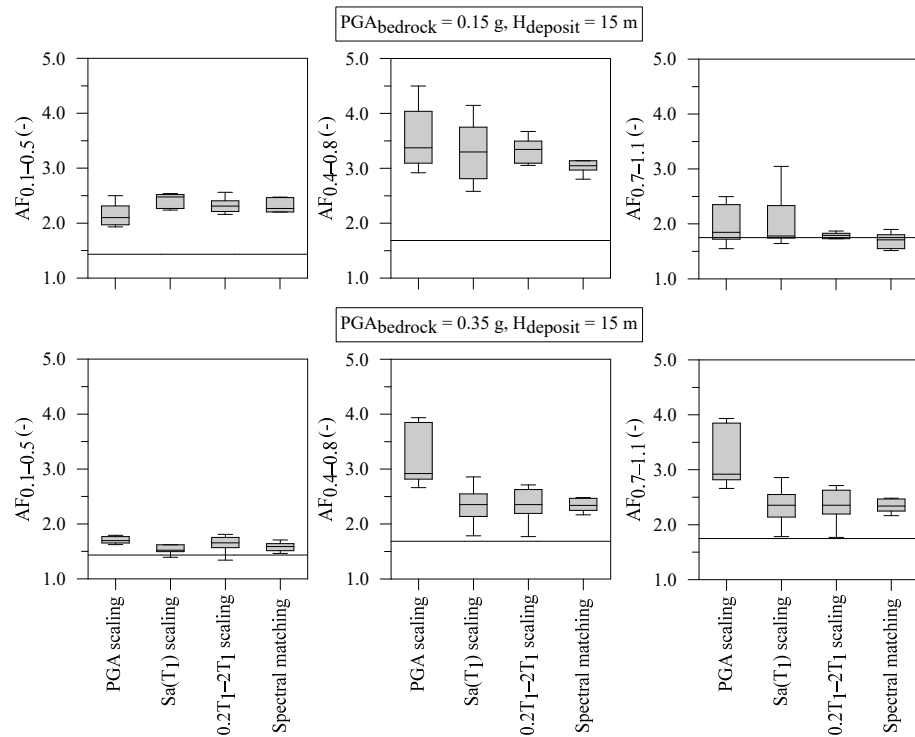 PGAbedrock = 0.15 g, Hdeposit = 15 m
AF0.1–0.5 (-)
5.0
4.0
3.0
2.0
1.0
AF0.4–0.8 (-)
5.0
4.0
3.0
2.0
1.0
AF0.7–1.1 (-)
5.0
4.0
3.0
2.0
1.0
PGAbedrock = 0.35 g, Hdeposit = 15 m
AF0.1–0.5 (-)
5.0
4.0
3.0
2.0
1.0
AF0.4–0.8 (-)
5.0
4.0
3.0
2.0
1.0
AF0.7–1.1 (-)
5.0
4.0
3.0
2.0
1.0
PGA scaling
Sa(T1) scaling
0.2T1–2T1 scaling
Spectral matching
PGA scaling
Sa(T1) scaling
0.2T1–2T1 scaling
Spectral matching
PGA scaling
Sa(T1) scaling
0.2T1–2T1 scaling
Spectral matching